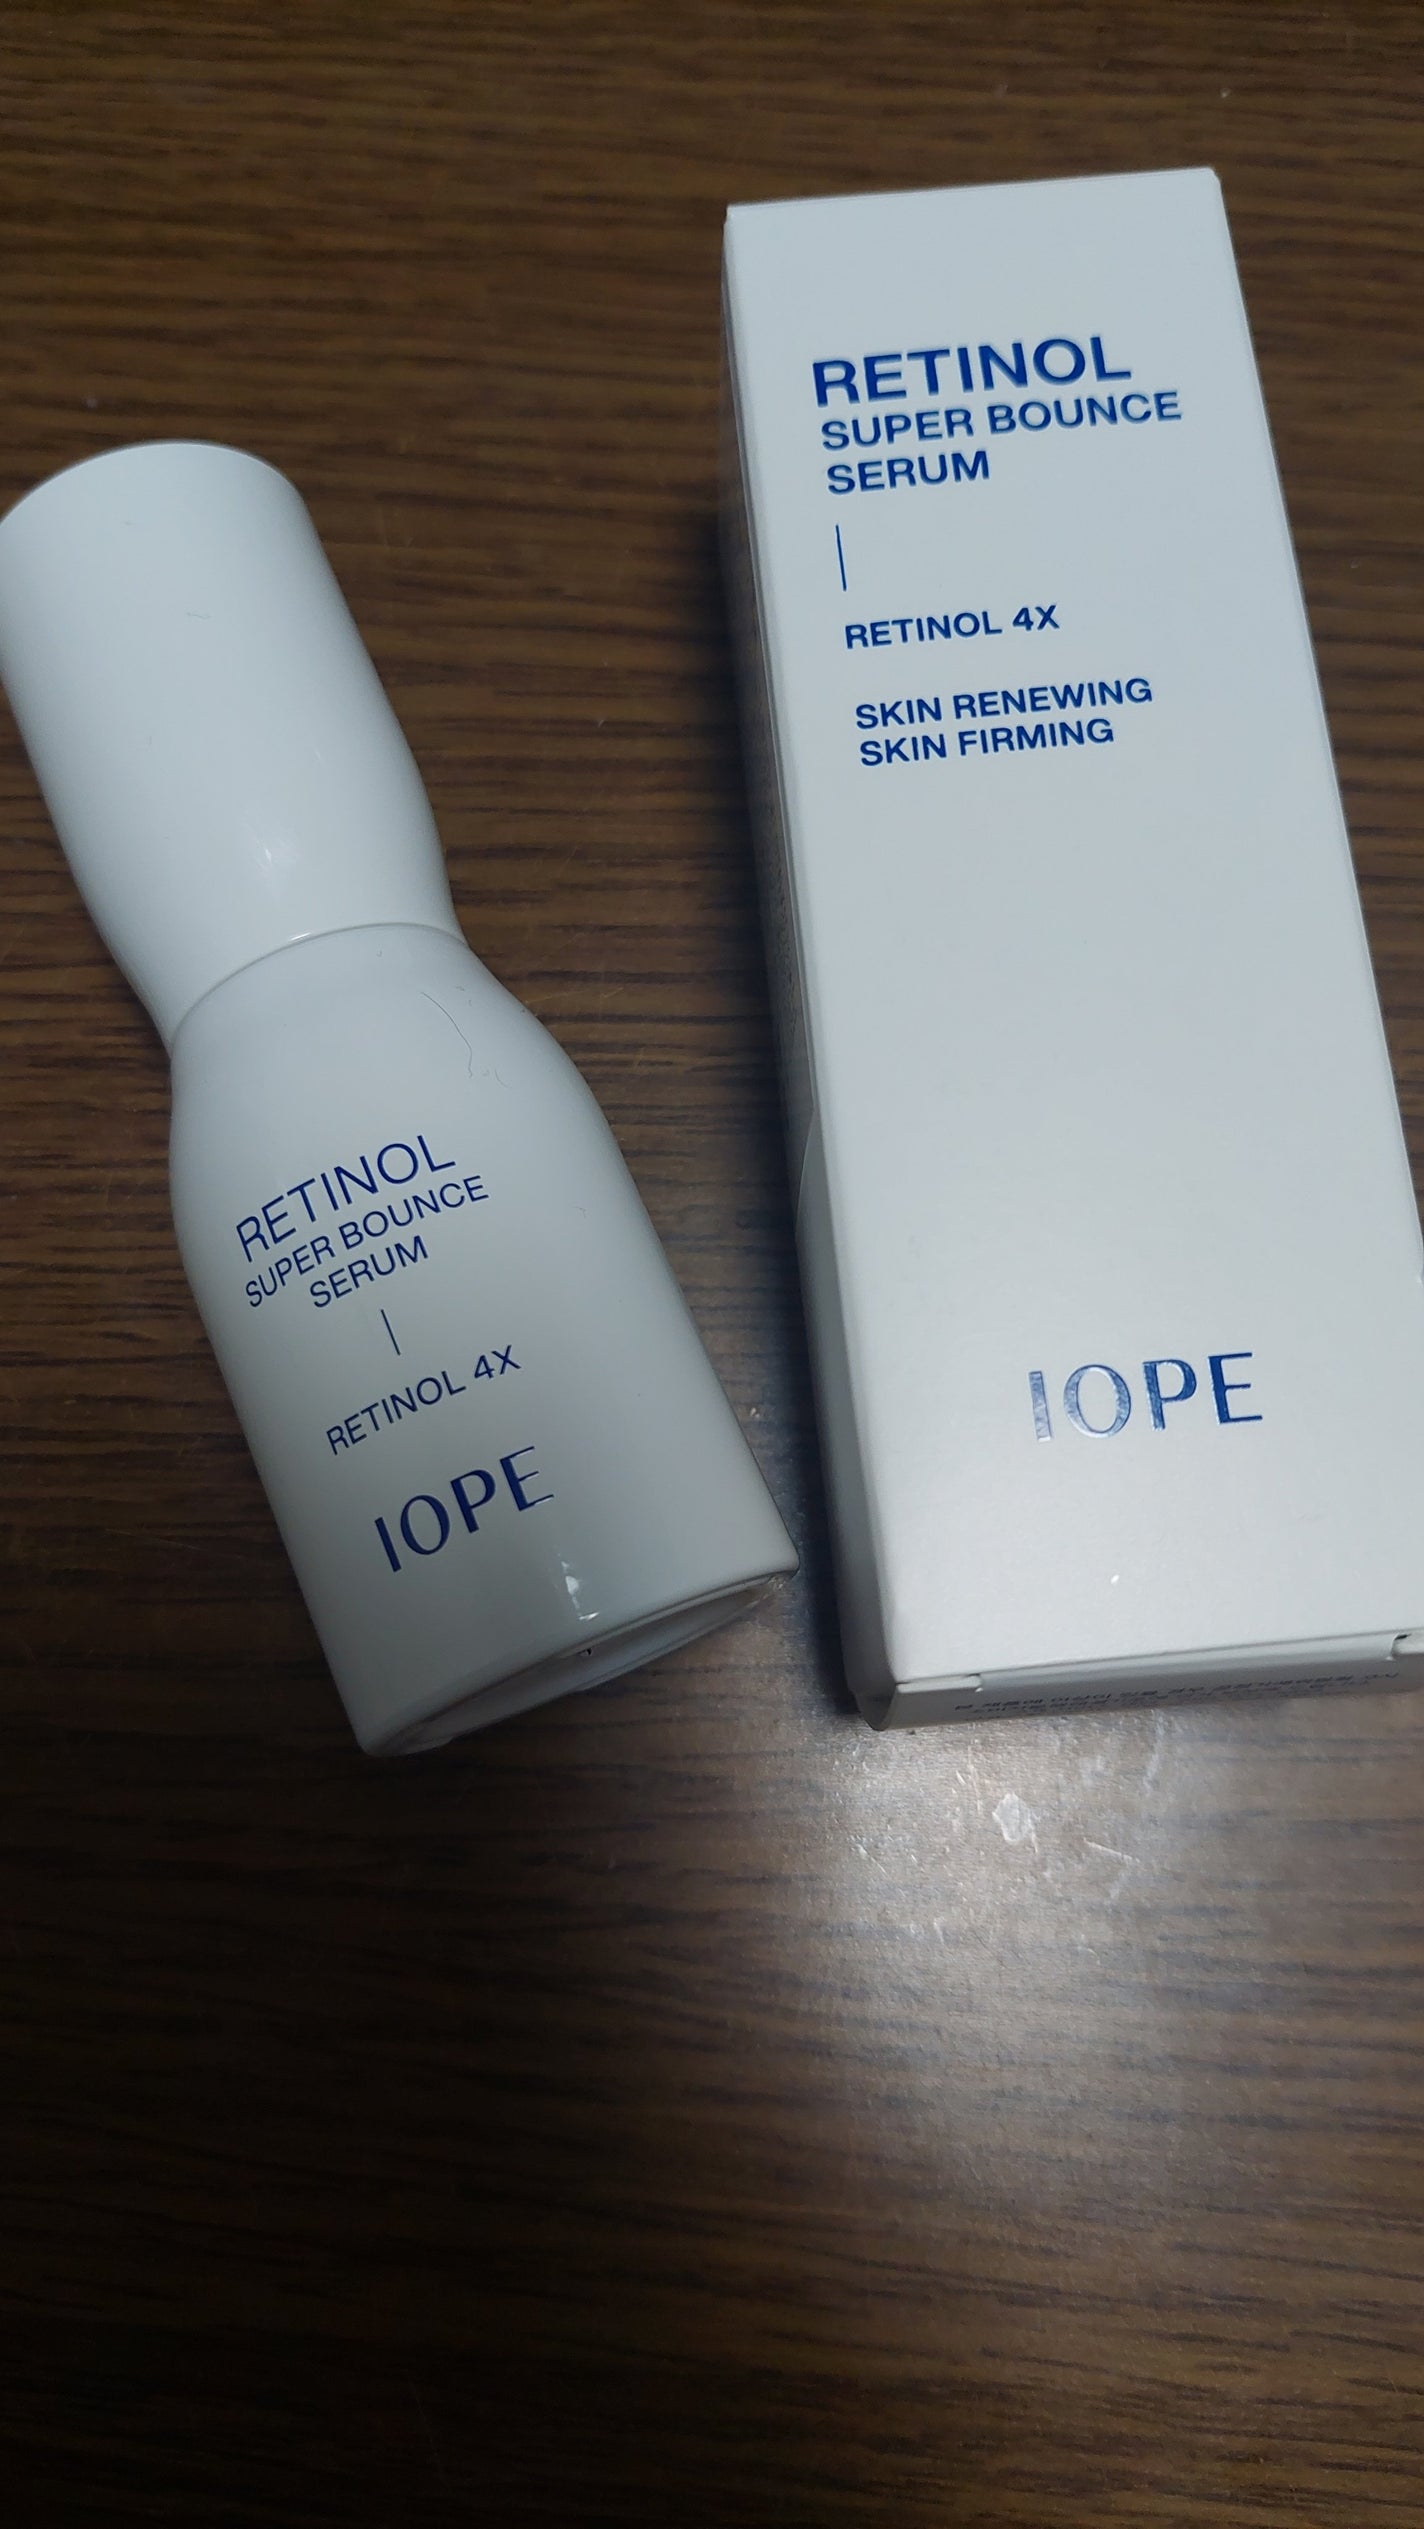 RETINOL
SUPER BOUNCE
SERUM
RETINOL 4X
IOPE
RETINOL
SUPER BOUNCE
SERUM
RETINOL 4X
SKIN RENEWING
SKIN FIRMING
IOPE